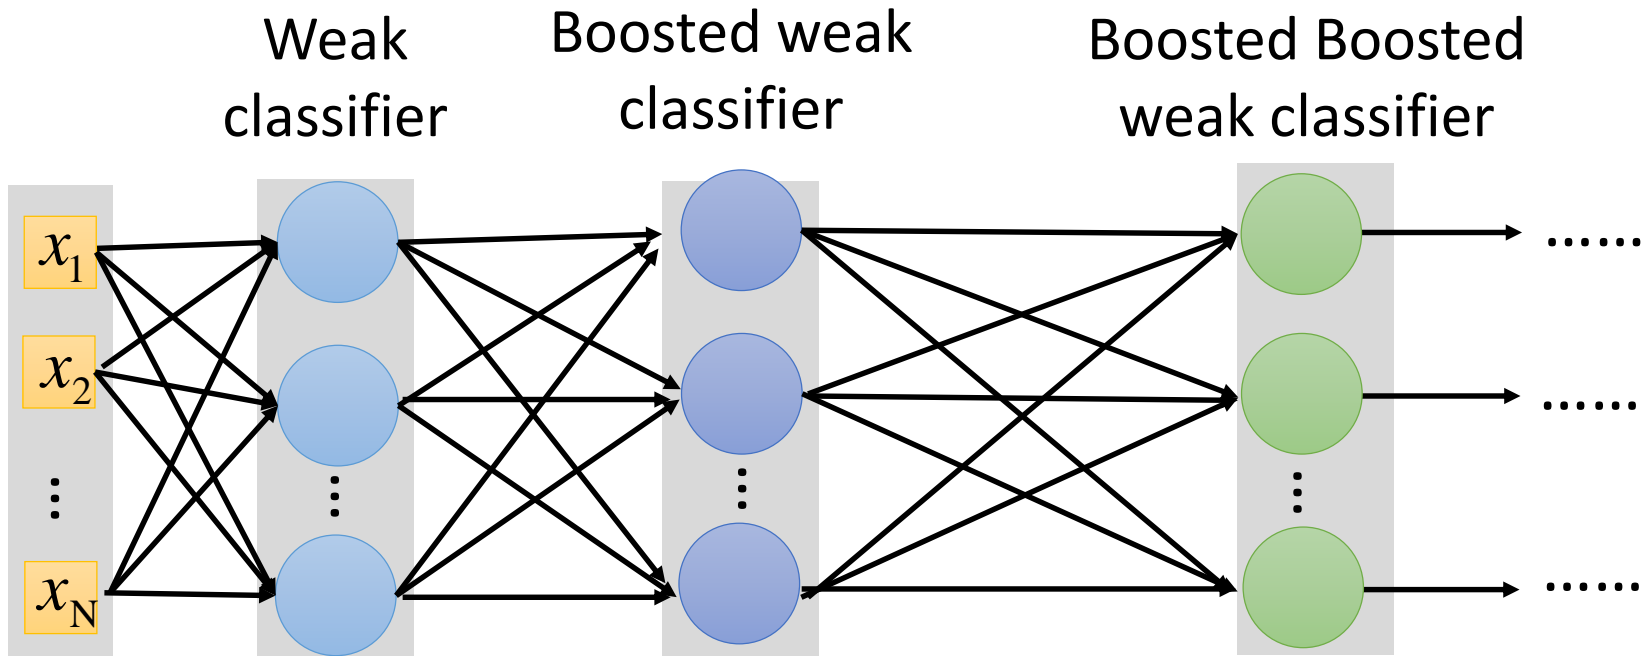 Weak
classifier
Boosted weak
classifier
Boosted Boosted
weak classifier
x1
x2
⋮
xN
⋮
⋮
⋮
……
……
……